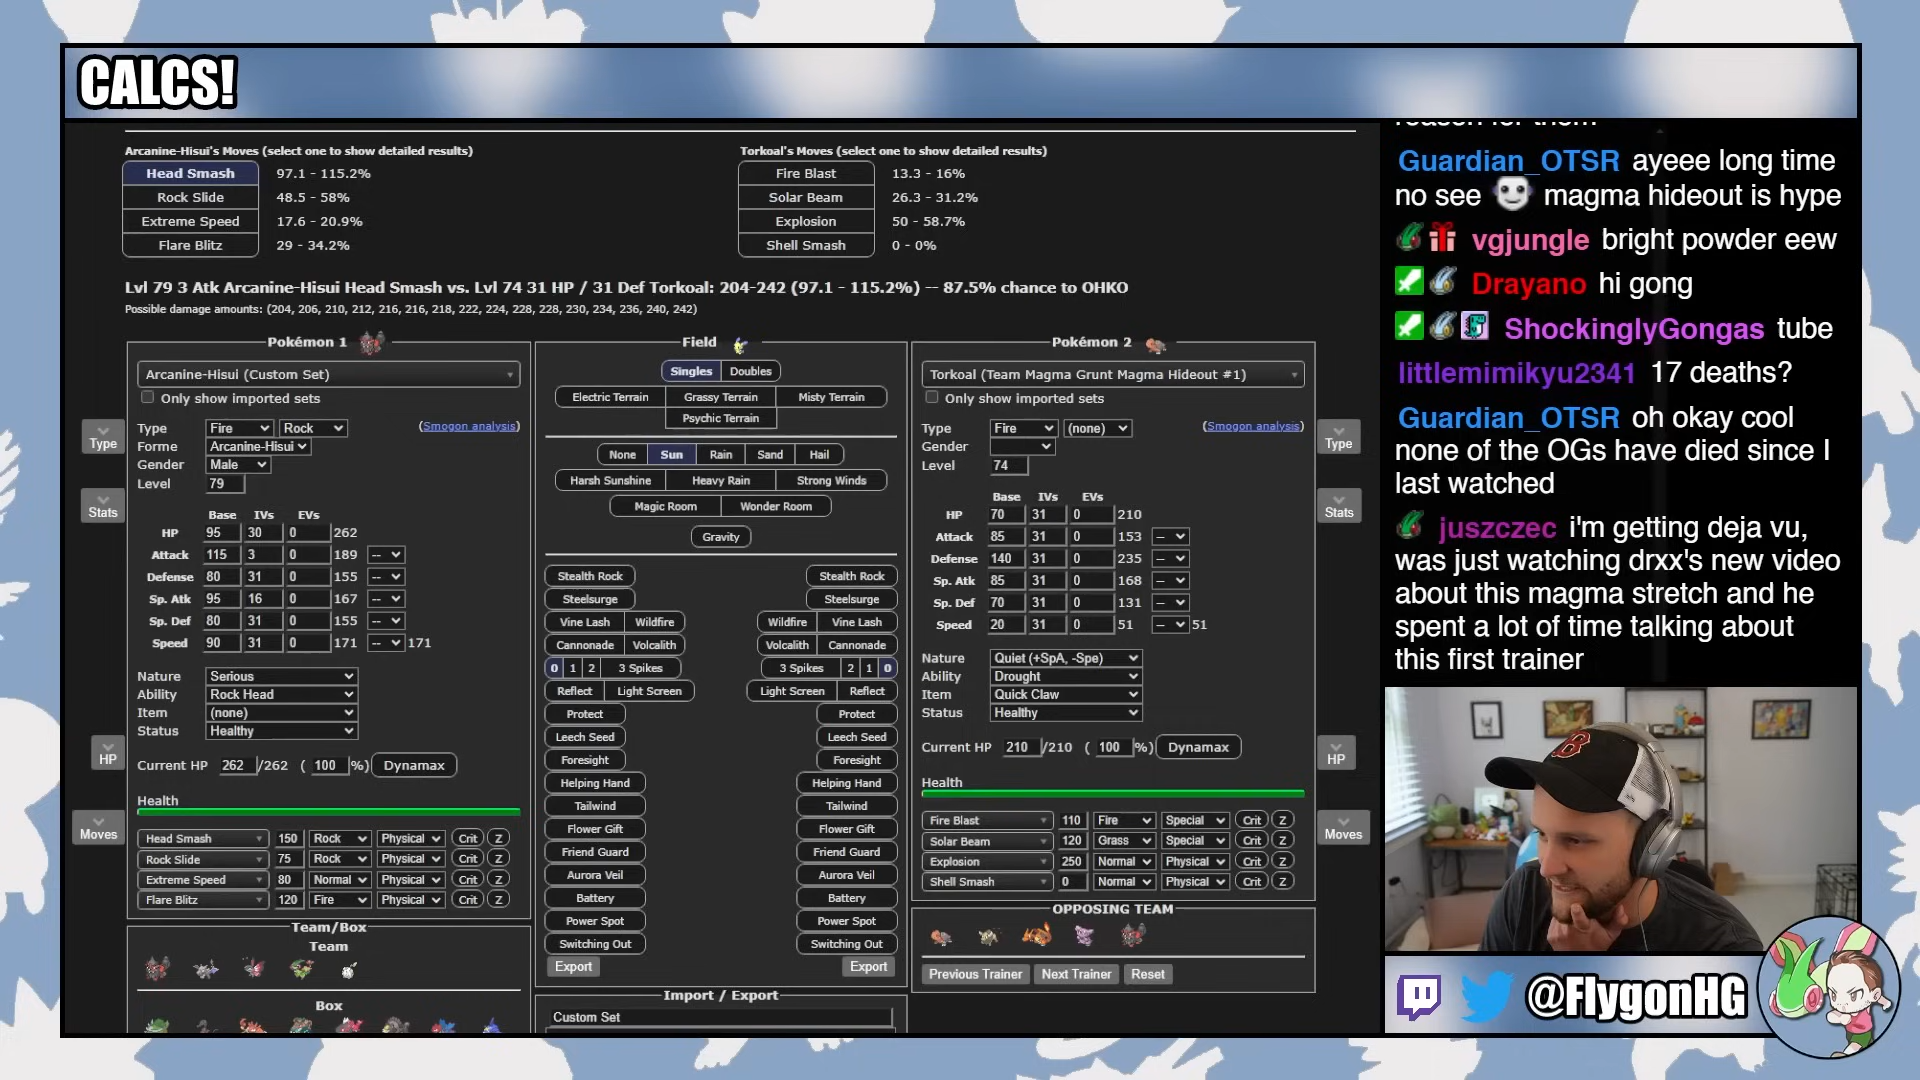 CALCS!
Arcanine-Hisui's Moves (select one to show detailed results)
Head Smash 97.1 - 115.2%
Rock Slide 48.5 - 58%
Extreme Speed 17.6 - 20.9%
Flare Blitz 29 - 34.2%
Torkoal's Moves (select one to show detailed results)
Fire Blast 13.3 - 16%
Solar Beam 26.3 - 31.2%
Explosion 50 - 58.7%
Shell Smash 0 - 0%
Lvl 79 3 Atk Arcanine-Hisui Head Smash vs. Lvl 74 31 HP / 31 Def Torkoal: 204-242 (97.1 - 115.2%) -- 87.5% chance to OHKO
Possible damage amounts: (204, 206, 210, 212, 216, 216, 218, 222, 224, 228, 228, 230, 234, 236, 240, 242)
Pokémon 1
Arcanine-Hisui (Custom Set)
Only show imported sets
Type Fire Rock (Smogon analysis)
Forme Arcanine-Hisui
Gender Male
Level 79
Base IVs EVs
HP 95 30 0 262
Attack 115 3 0 189 --
Defense 80 31 0 155 --
Sp. Atk 95 16 0 167 --
Sp. Def 80 31 0 155 --
Speed 90 31 0 171 -- 171
Nature Serious
Ability Rock Head
Item (none)
Status Healthy
Current HP 262 /262 ( 100 %) Dynamax
Health
Head Smash 150 Rock Physical Crit Z
Rock Slide 75 Rock Physical Crit Z
Extreme Speed 80 Normal Physical Crit Z
Flare Blitz 120 Fire Physical Crit Z
Team/Box
Team
Box
Type
Stats
HP
Moves
Field
Singles Doubles
Electric Terrain Grassy Terrain Misty Terrain
Psychic Terrain
None Sun Rain Sand Hail
Harsh Sunshine Heavy Rain Strong Winds
Magic Room Wonder Room
Gravity
Stealth Rock Stealth Rock
Steelsurge Steelsurge
Vine Lash Wildfire Wildfire Vine Lash
Cannonade Volcalith Volcalith Cannonade
0 1 2 3 Spikes 3 Spikes 2 1 0
Reflect Light Screen Light Screen Reflect
Protect Protect
Leech Seed Leech Seed
Foresight Foresight
Helping Hand Helping Hand
Tailwind Tailwind
Flower Gift Flower Gift
Friend Guard Friend Guard
Aurora Veil Aurora Veil
Battery Battery
Power Spot Power Spot
Switching Out Switching Out
Export Export
Import / Export
Custom Set
Pokémon 2
Torkoal (Team Magma Grunt Magma Hideout #1)
Only show imported sets
Type Fire (none) (Smogon analysis)
Gender
Level 74
Base IVs EVs
HP 70 31 0 210
Attack 85 31 0 153 --
Defense 140 31 0 235 --
Sp. Atk 85 31 0 168 --
Sp. Def 70 31 0 131 --
Speed 20 31 0 51 -- 51
Nature Quiet (+SpA, -Spe)
Ability Drought
Item Quick Claw
Status Healthy
Current HP 210 /210 ( 100 %) Dynamax
Health
Fire Blast 110 Fire Special Crit Z
Solar Beam 120 Grass Special Crit Z
Explosion 250 Normal Physical Crit Z
Shell Smash 0 Normal Physical Crit Z
OPPOSING TEAM
Previous Trainer Next Trainer Reset
Type
Stats
HP
Moves
reason for them
Guardian_OTSR ayeee long time
no see magma hideout is hype
vgjungle bright powder eew
Drayano hi gong
ShockinglyGongas tube
littlemimikyu2341 17 deaths?
Guardian_OTSR oh okay cool
none of the OGs have died since I
last watched
juszczec i'm getting deja vu,
was just watching drxx's new video
about this magma stretch and he
spent a lot of time talking about
this first trainer
B
@FlygonHG